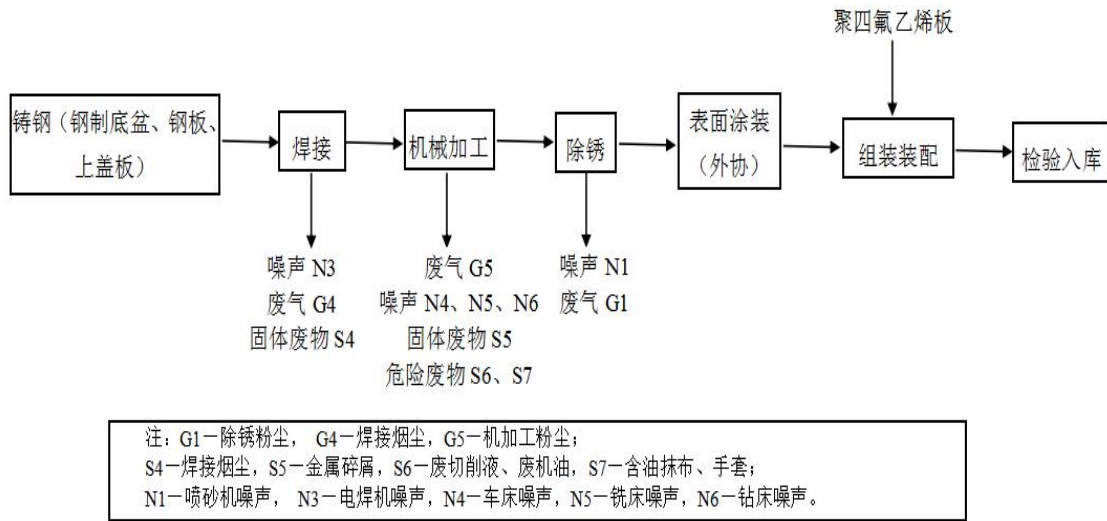 聚四氟乙烯板
铸钢（钢制底盆、钢板、
上盖板）
焊接
机械加工
除锈
表面涂装
（外协）
组装装配
检验入库
噪声 N3
废气 G4
固体废物 S4
废气 G5
噪声 N4、N5、N6
固体废物 S5
危险废物 S6、S7
噪声 N1
废气 G1
注：G1—除锈粉尘， G4—焊接烟尘，G5—机加工粉尘；
S4—焊接烟尘，S5—金属碎屑，S6—废切削液、废机油，S7—含油抹布、手套；
N1—喷砂机噪声， N3—电焊机噪声，N4—车床噪声，N5—铣床噪声，N6—钻床噪声。